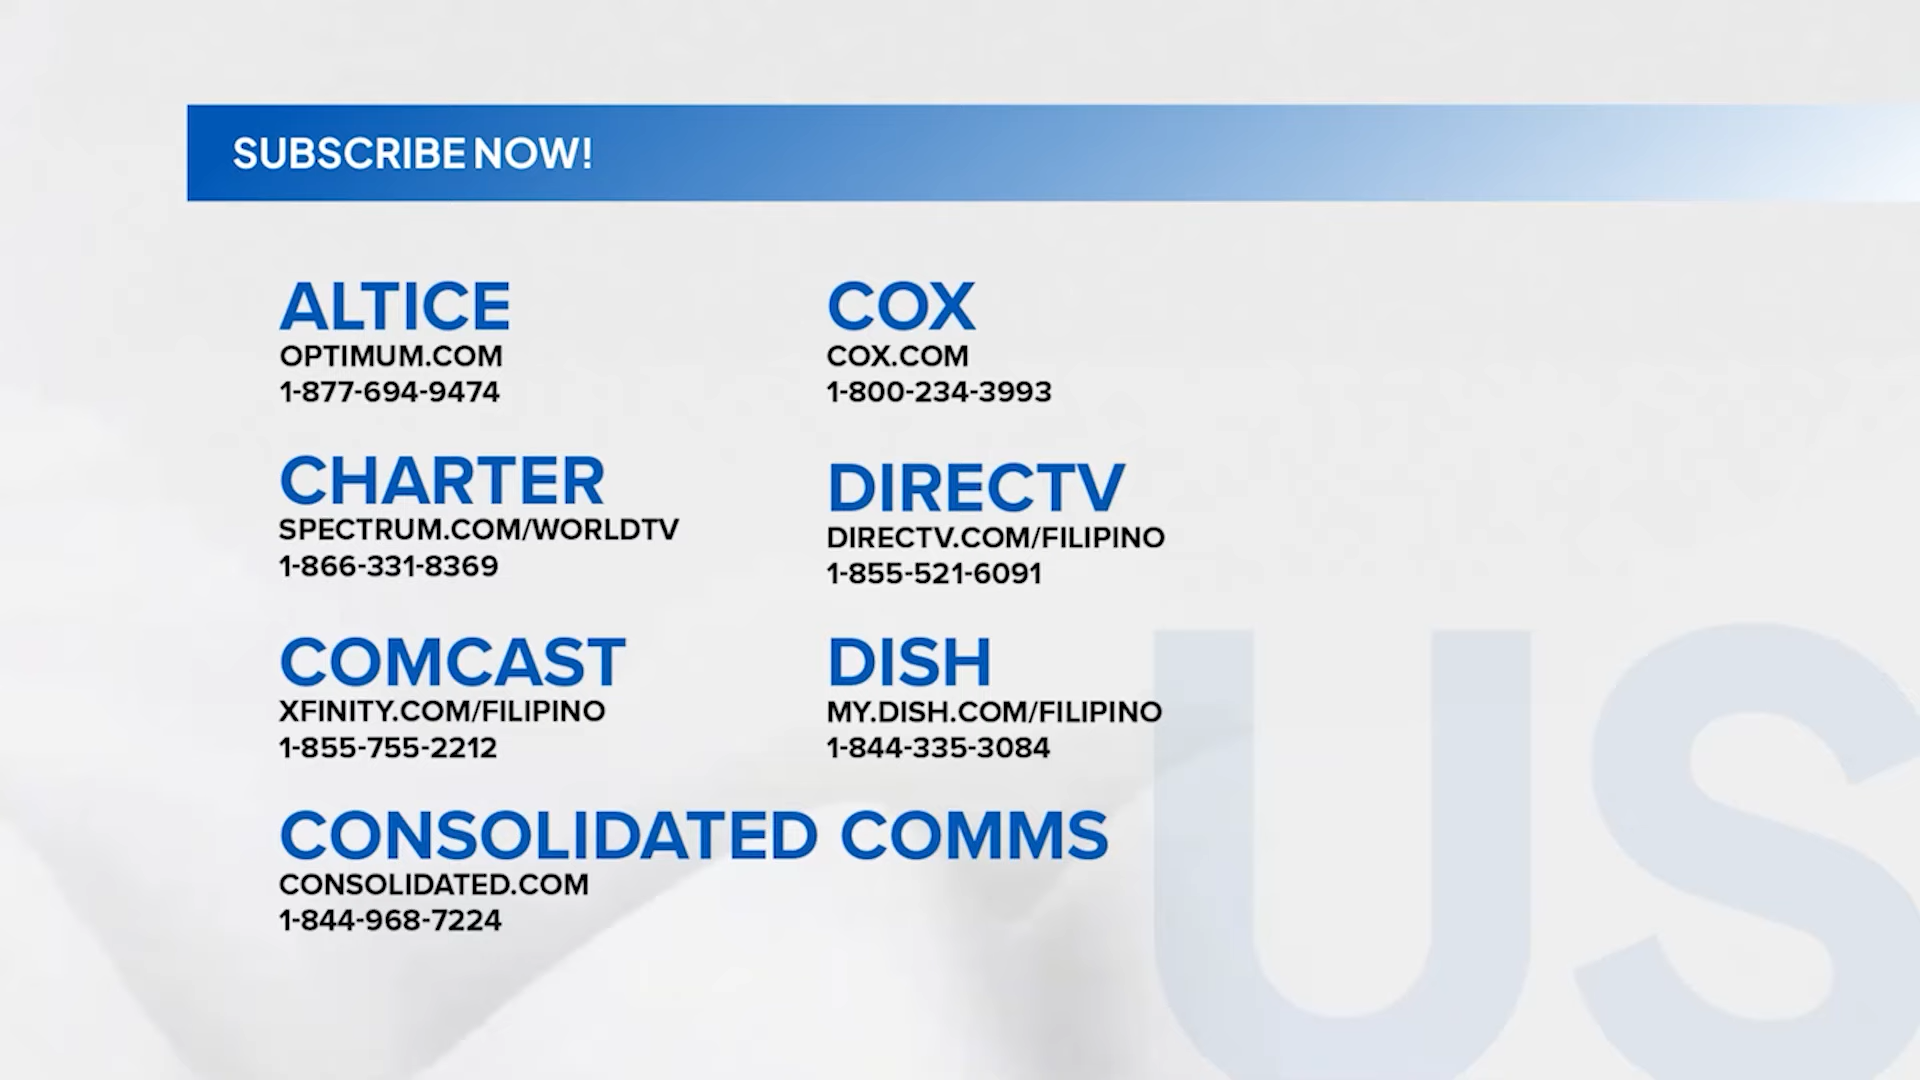 SUBSCRIBE NOW!
ALTICE
OPTIMUM.COM
1-877-694-9474
CHARTER
SPECTRUM.COM/WORLDTV
1-866-331-8369
COMCAST
XFINITY.COM/FILIPINO
1-855-755-2212
CONSOLIDATED COMMS
CONSOLIDATED.COM
1-844-968-7224
COX
COX.COM
1-800-234-3993
DIRECTV
DIRECTV.COM/FILIPINO
1-855-521-6091
DISH
MY.DISH.COM/FILIPINO
1-844-335-3084
US